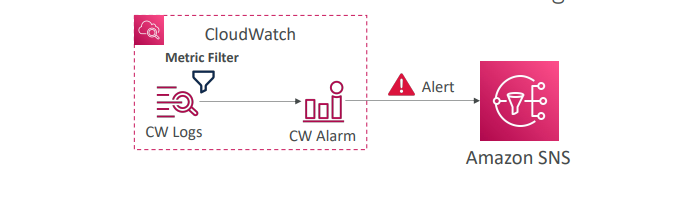 CloudWatch
Metric Filter
Alert
CW Logs
CW Alarm
Amazon SNS